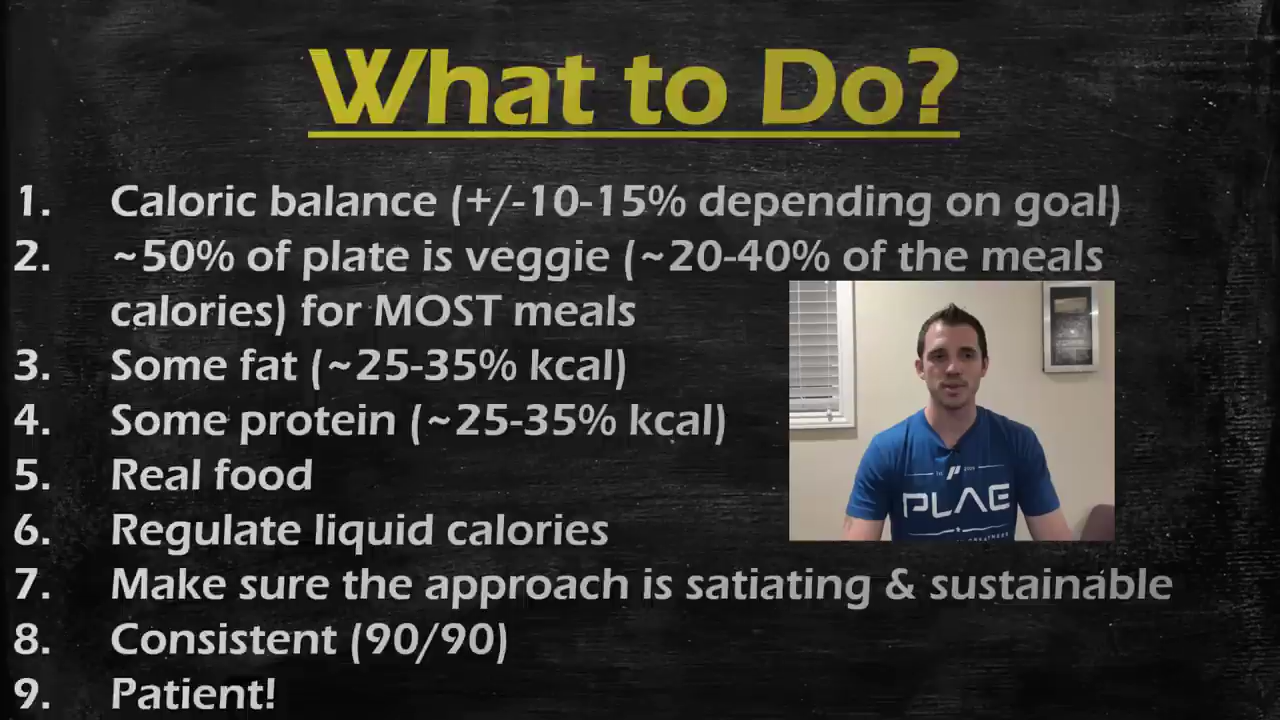 What to Do?
1. Caloric balance (+/-10-15% depending on goal)
2. ~50% of plate is veggie (~20-40% of the meals
calories) for MOST meals
3. Some fat (~25-35% kcal)
4. Some protein (~25-35% kcal)
5. Real food
6. Regulate liquid calories
7. Make sure the approach is satiating & sustainable
8. Consistent (90/90)
9. Patient!
PLAE